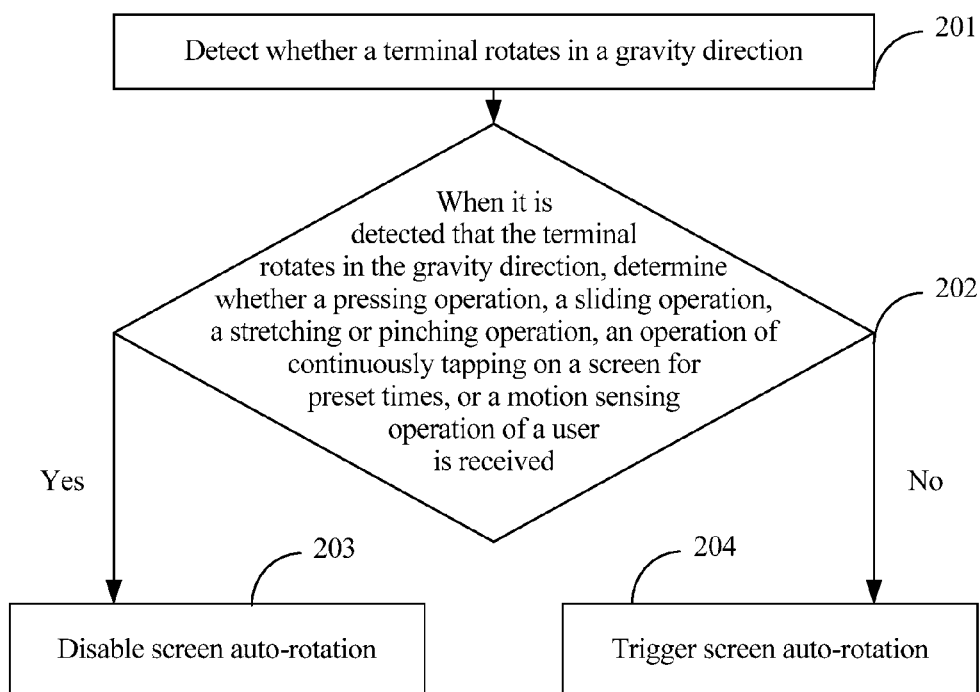 201
Detect whether a terminal rotates in a gravity direction
When it is
detected that the terminal
rotates in the gravity direction, determine
whether a pressing operation, a sliding operation,
a stretching or pinching operation, an operation of
continuously tapping on a screen for
preset times, or a motion sensing
operation of a user
is received
202
Yes
No
203
204
Disable screen auto-rotation
Trigger screen auto-rotation